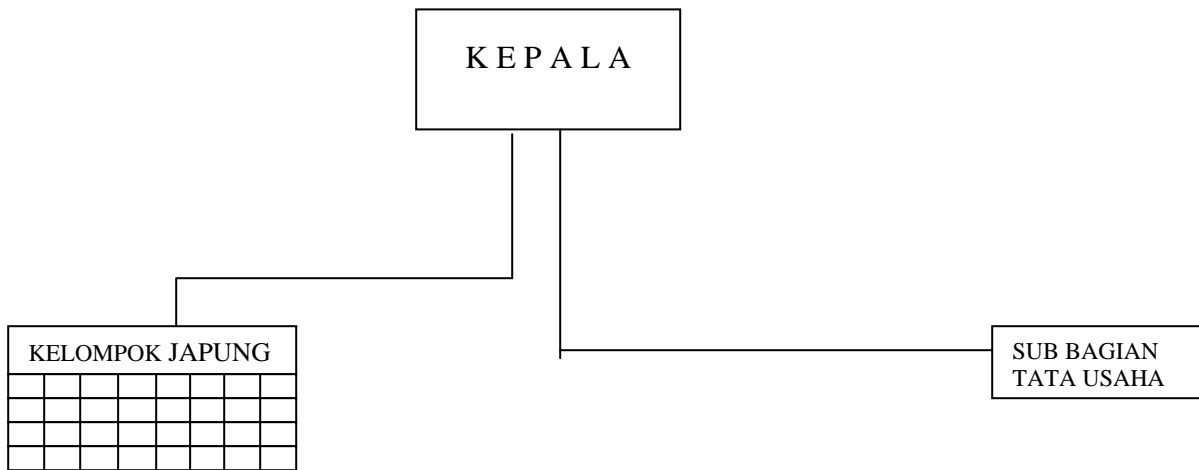 K E P A L A
KELOMPOK JAPUNG
SUB BAGIAN
TATA USAHA